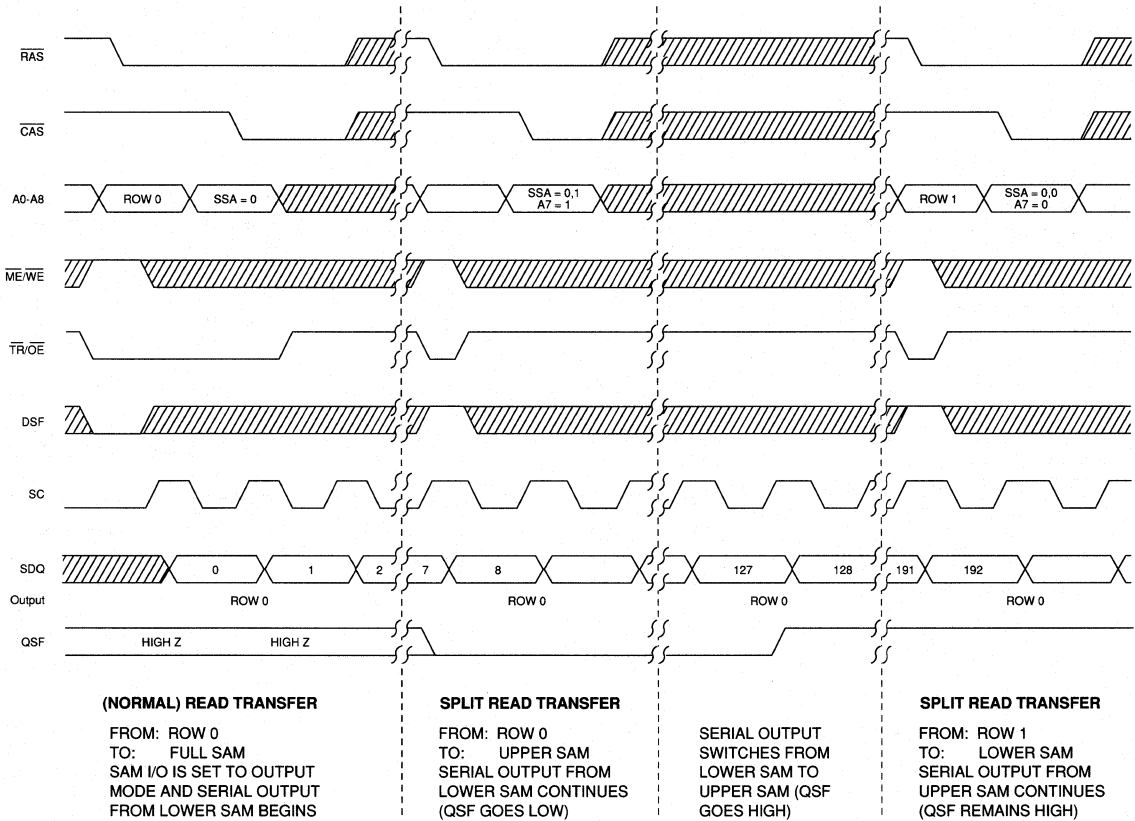 RAS
CAS
A0-A8 ROW 0 SSA = 0 SSA = 0,1 ROW 1 SSA = 0,0
A7 = 1 A7 = 0
ME/WE
TR/OE
DSF
SC
SDQ 0 1 2 7 8 127 128 191 192
Output ROW 0 ROW 0 ROW 0 ROW 0
QSF HIGH Z HIGH Z
(NORMAL) READ TRANSFER
FROM: ROW 0
TO: FULL SAM
SAM I/O IS SET TO OUTPUT
MODE AND SERIAL OUTPUT
FROM LOWER SAM BEGINS
SPLIT READ TRANSFER
FROM: ROW 0
TO: UPPER SAM
SERIAL OUTPUT FROM
LOWER SAM CONTINUES
(QSF GOES LOW)
SERIAL OUTPUT
SWITCHES FROM
LOWER SAM TO
UPPER SAM (QSF
GOES HIGH)
SPLIT READ TRANSFER
FROM: ROW 1
TO: LOWER SAM
SERIAL OUTPUT FROM
UPPER SAM CONTINUES
(QSF REMAINS HIGH)